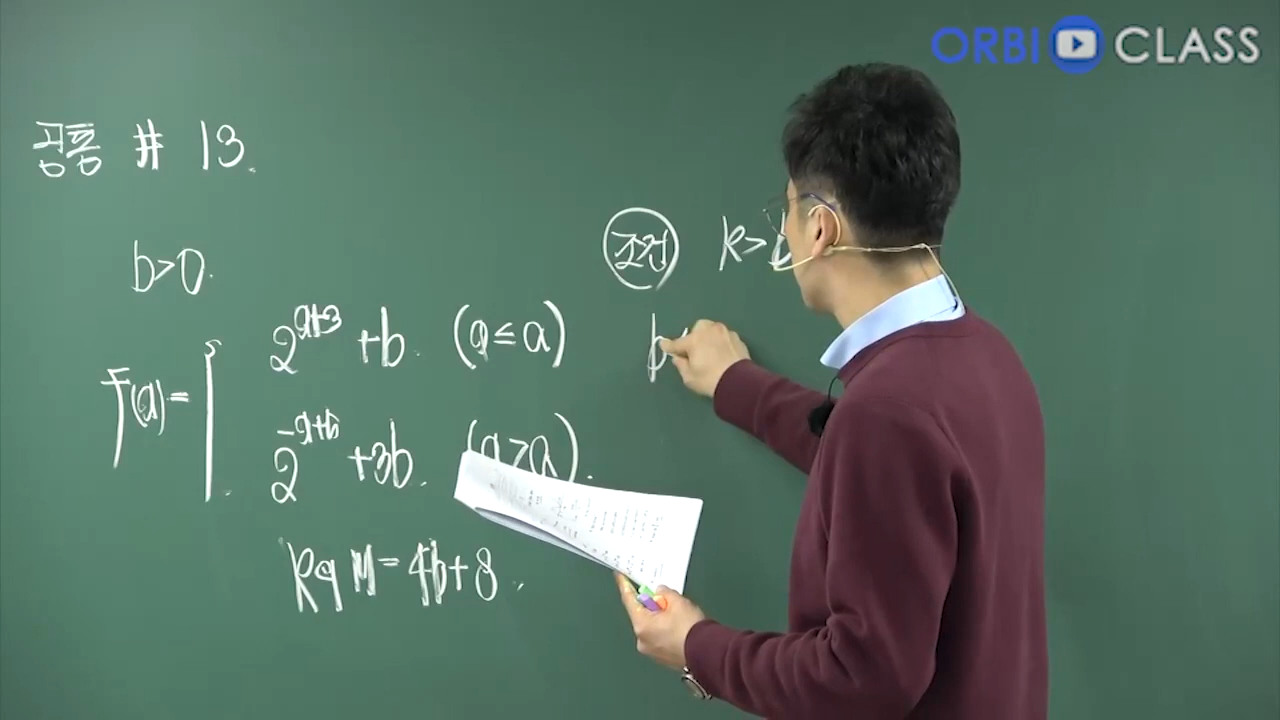 ORBI CLASS
공통 # 13.
b>0.
조건 k>b
f(x)=
2^{x+3}+b (x≤a)
b<
2^{-x+5}+3b. (x>a).
k의 M=4b+8.